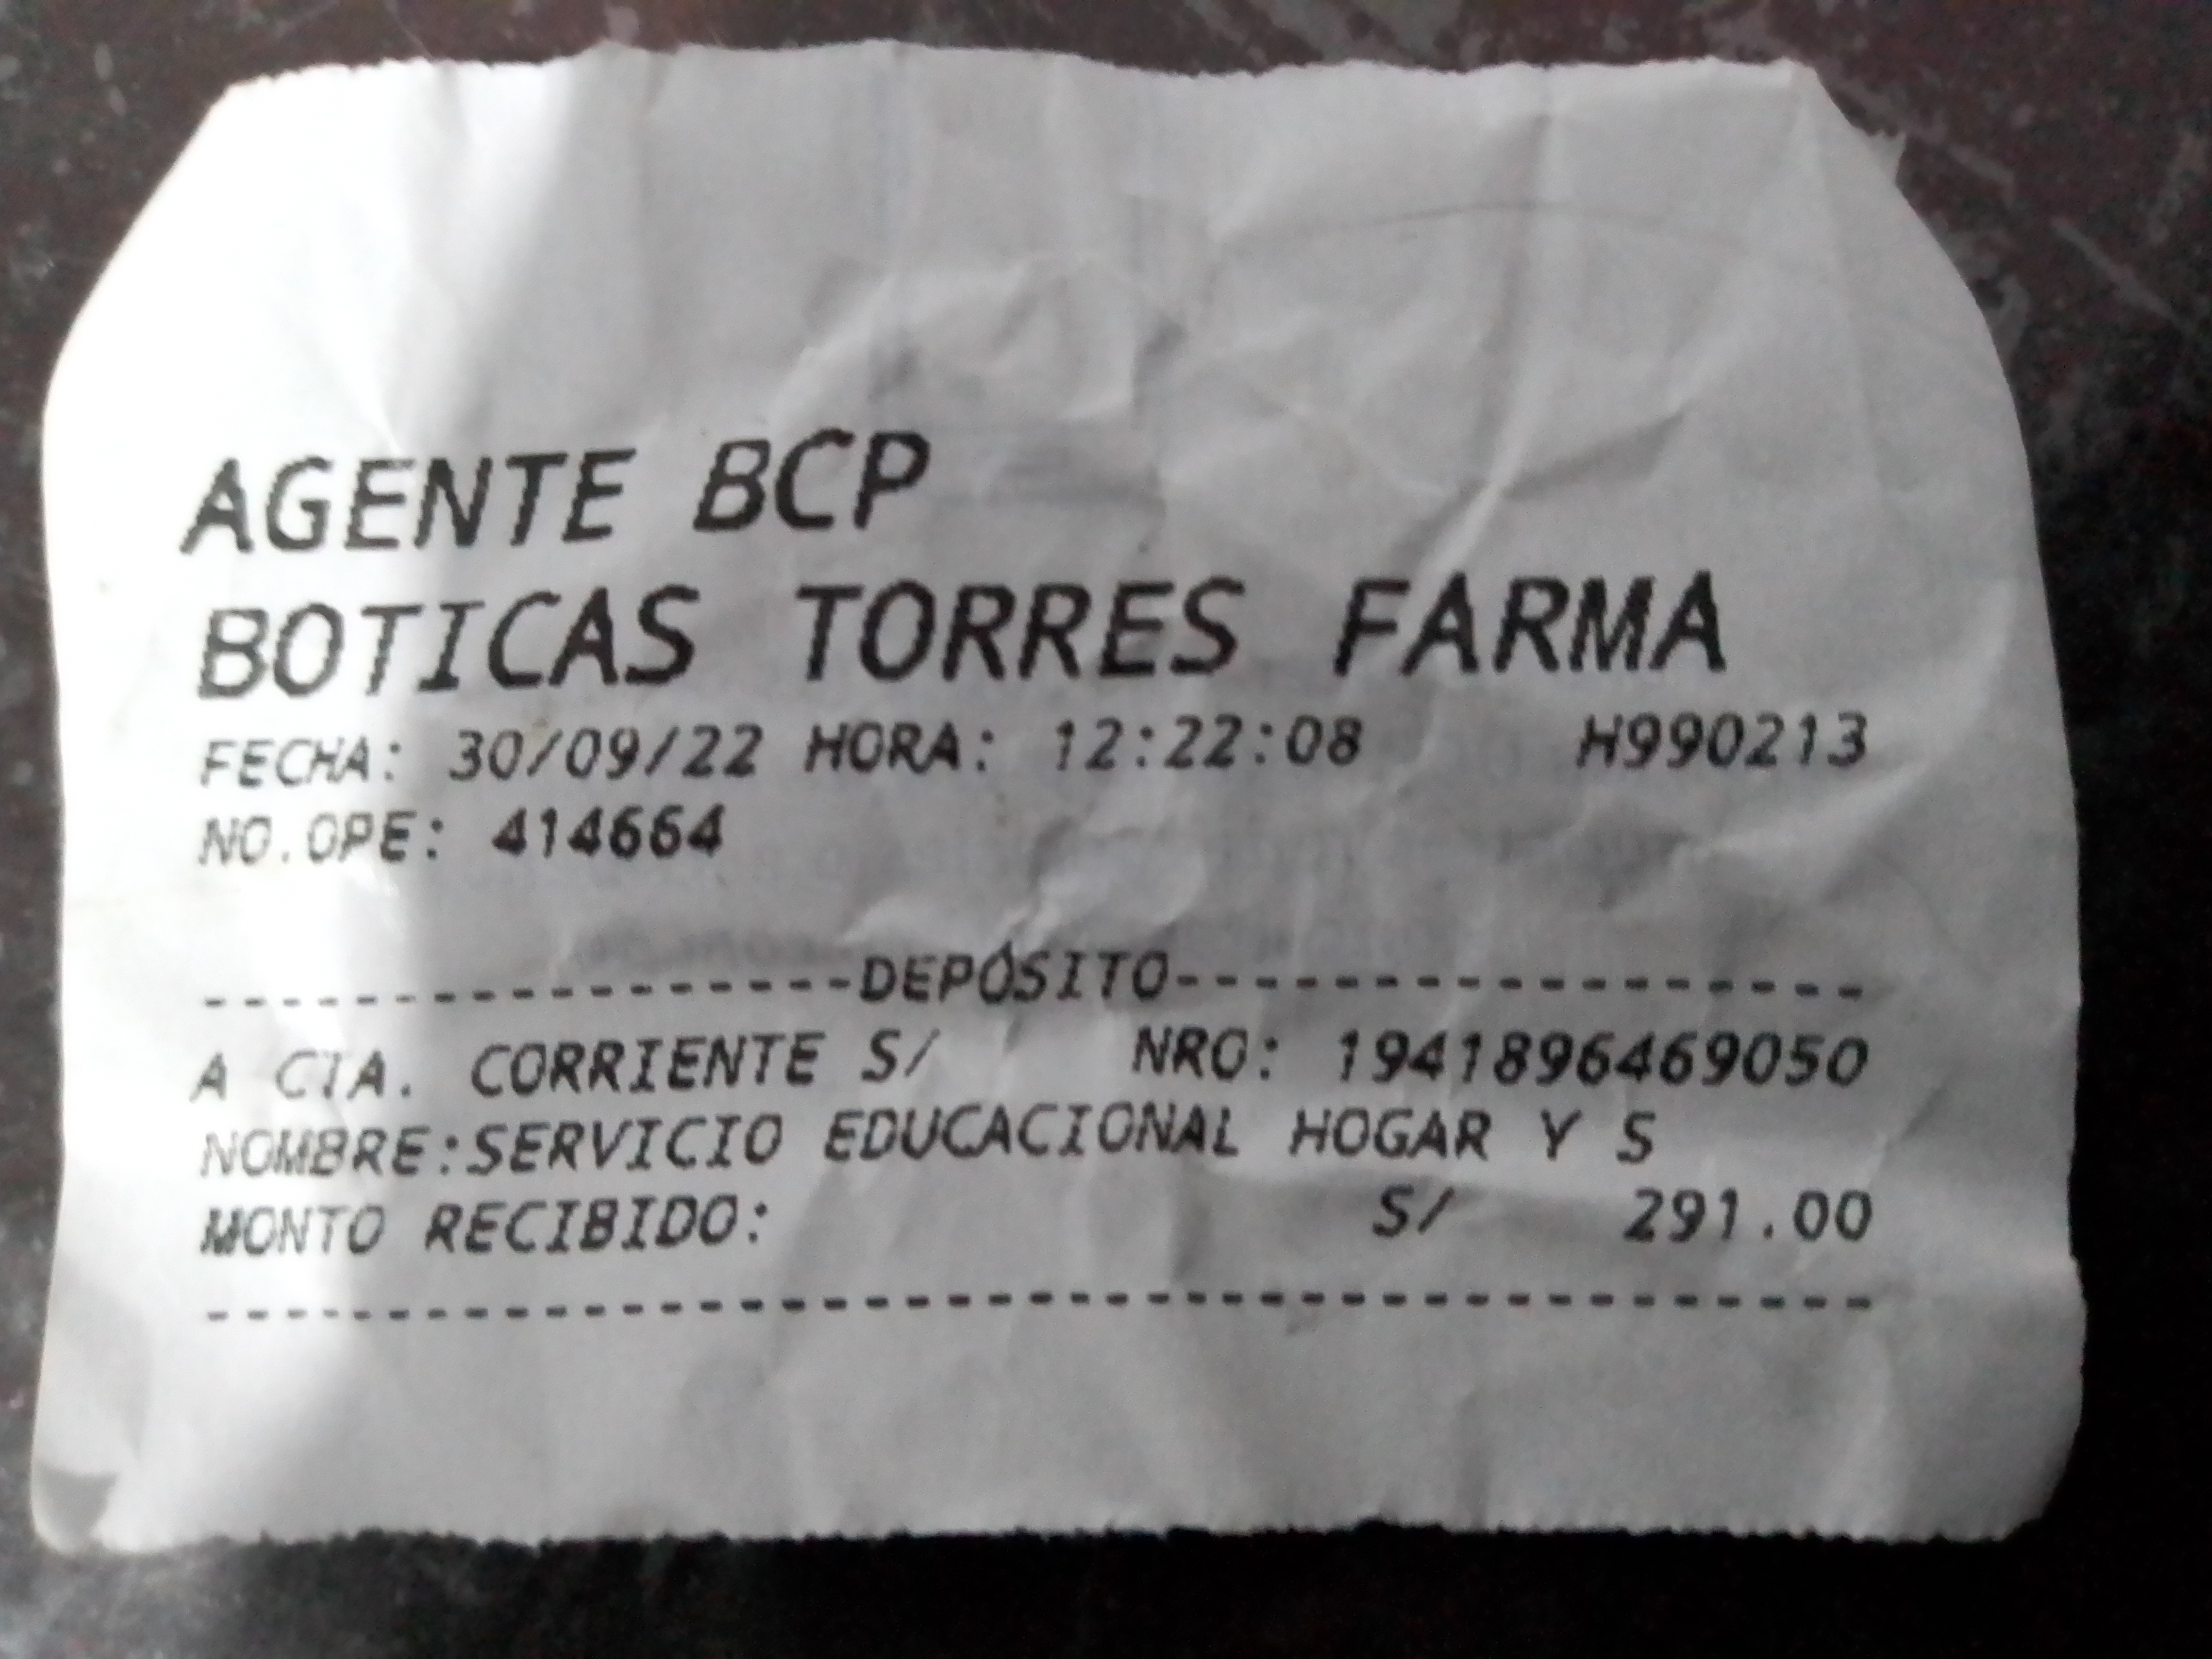 AGENTE BCP
BOTICAS TORRES FARMA
FECHA: 30/09/22 HORA: 12:22:08 H990213
NO.OPE: 414664
-----------------DEPÓSITO------------------
A CTA. CORRIENTE S/ NRO: 1941896469050
NOMBRE:SERVICIO EDUCACIONAL HOGAR Y S
MONTO RECIBIDO: S/ 291.00
-------------------------------------------